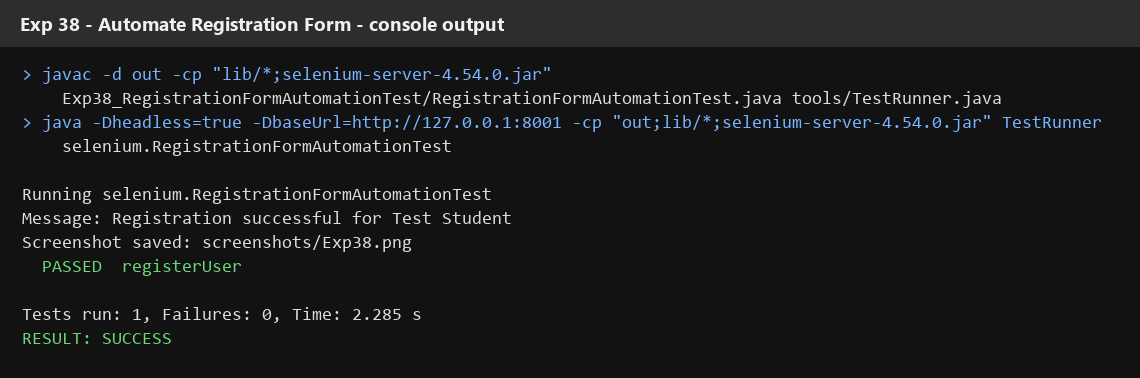 Exp 38 - Automate Registration Form - console output
> javac -d out -cp "lib/*;selenium-server-4.54.0.jar"
Exp38_RegistrationFormAutomationTest/RegistrationFormAutomationTest.java tools/TestRunner.java
> java -Dheadless=true -DbaseUrl=http://127.0.0.1:8001 -cp "out;lib/*;selenium-server-4.54.0.jar" TestRunner
selenium.RegistrationFormAutomationTest
Running selenium.RegistrationFormAutomationTest
Message: Registration successful for Test Student
Screenshot saved: screenshots/Exp38.png
PASSED  registerUser
Tests run: 1, Failures: 0, Time: 2.285 s
RESULT: SUCCESS